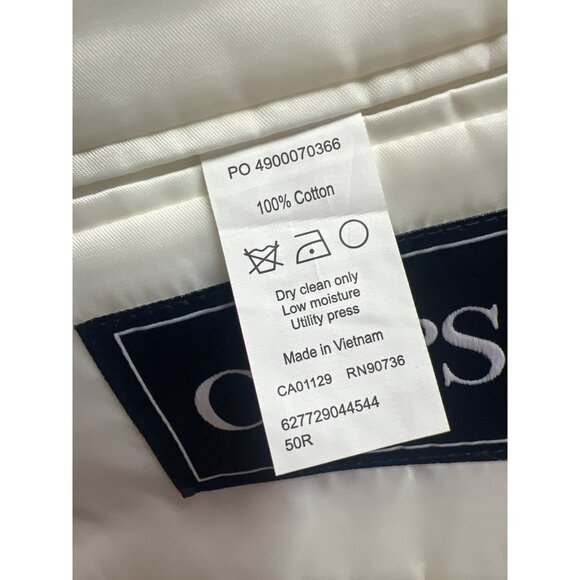 PO 4900070366
100% Cotton
Dry clean only
Low moisture
Utility press
Made in Vietnam
CA01129 RN90736
627729044544
50R